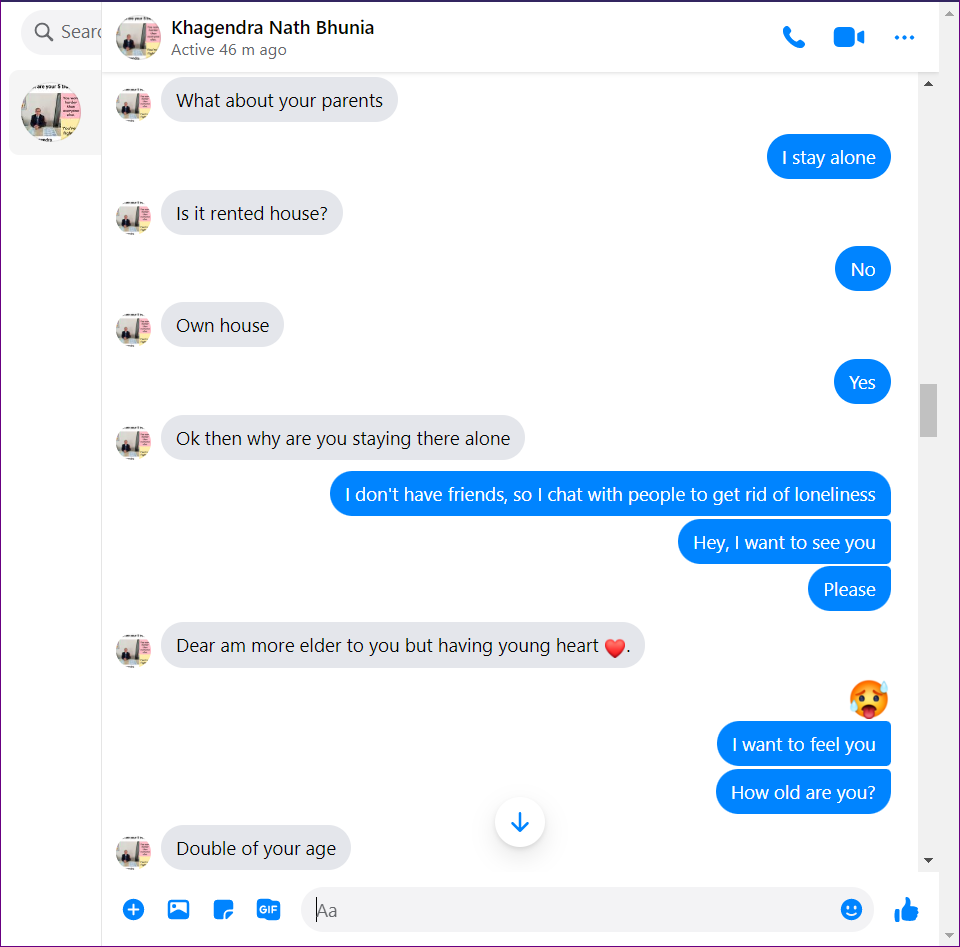 Searc
Khagendra Nath Bhunia
Active 46 m ago
What about your parents
I stay alone
Is it rented house?
No
Own house
Yes
Ok then why are you staying there alone
I don't have friends, so I chat with people to get rid of loneliness
Hey, I want to see you
Please
Dear am more elder to you but having young heart ❤️.
🥵
I want to feel you
How old are you?
Double of your age
GIF
Aa